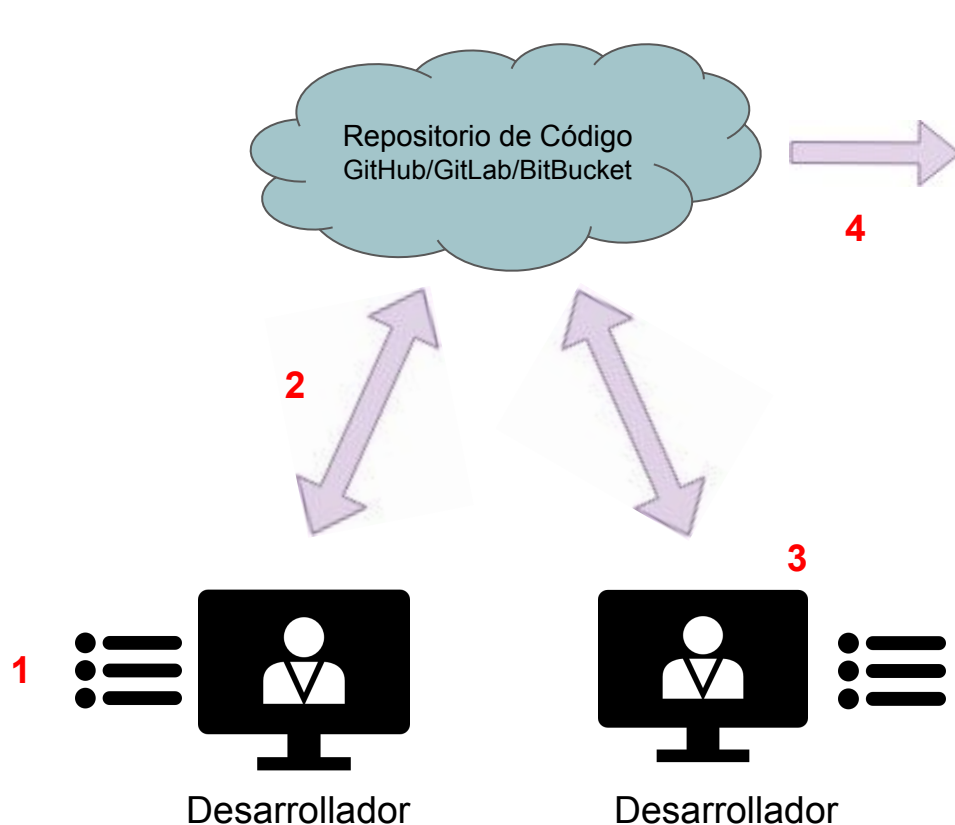 Repositorio de Código
GitHub/GitLab/BitBucket
4
2
3
1
Desarrollador
Desarrollador